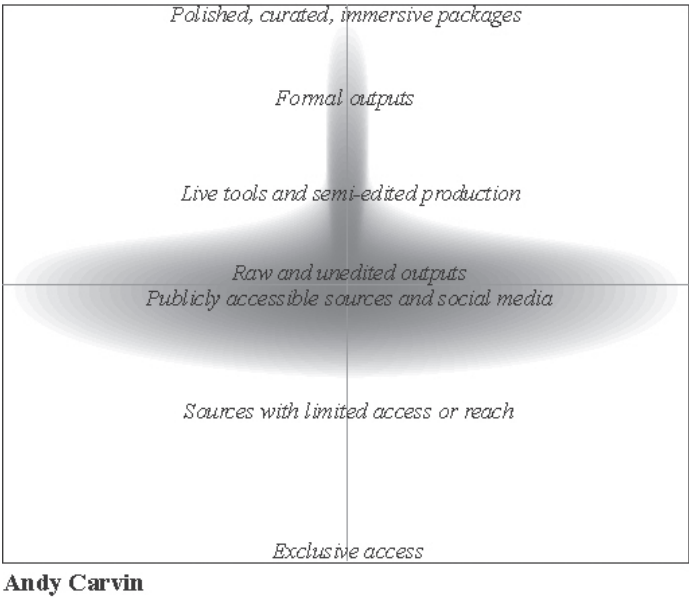 Polished, curated, immersive packages
Formal outputs
Live tools and semi-edited production
Raw and unedited outputs
Publicly accessible sources and social media
Sources with limited access or reach
Exclusive access
Andy Carvin